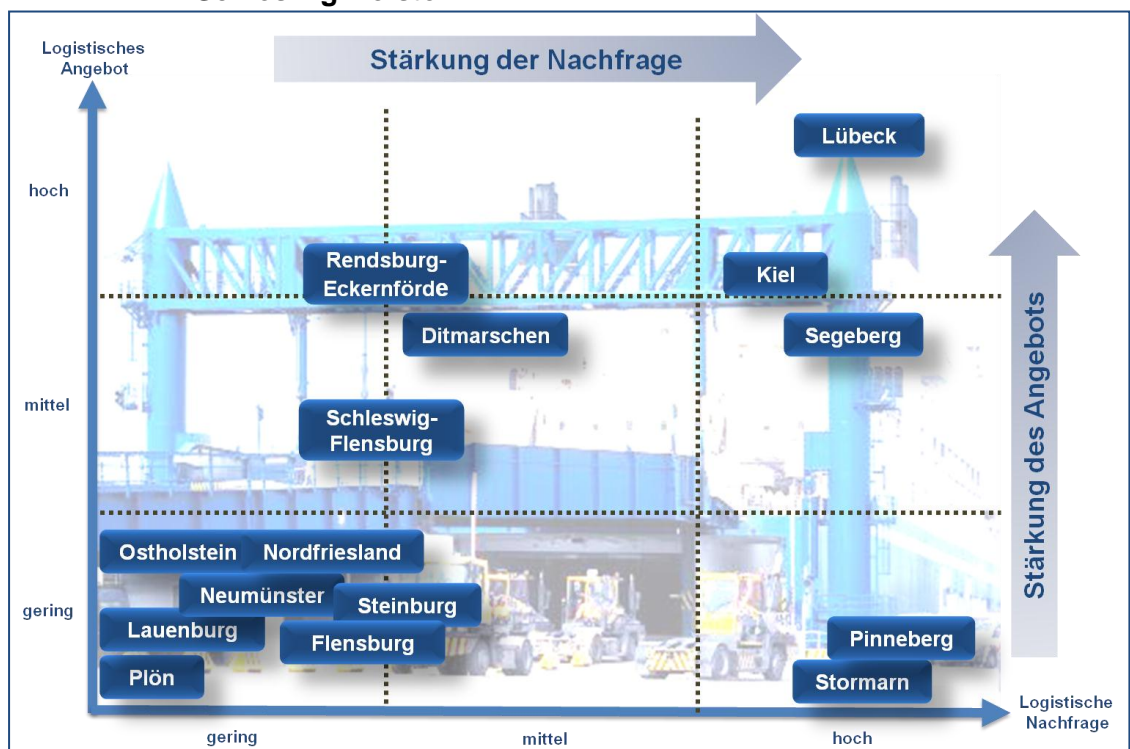 Logistisches
Angebot
Stärkung der Nachfrage
Lübeck
hoch
Rendsburg-
Eckernförde
Kiel
Ditmarschen
Segeberg
mittel
Schleswig-
Flensburg
Stärkung des Angebots
Ostholstein
Nordfriesland
Neumünster
Steinburg
gering
Lauenburg
Flensburg
Pinneberg
Plön
Stormarn
Logistische
Nachfrage
gering
mittel
hoch